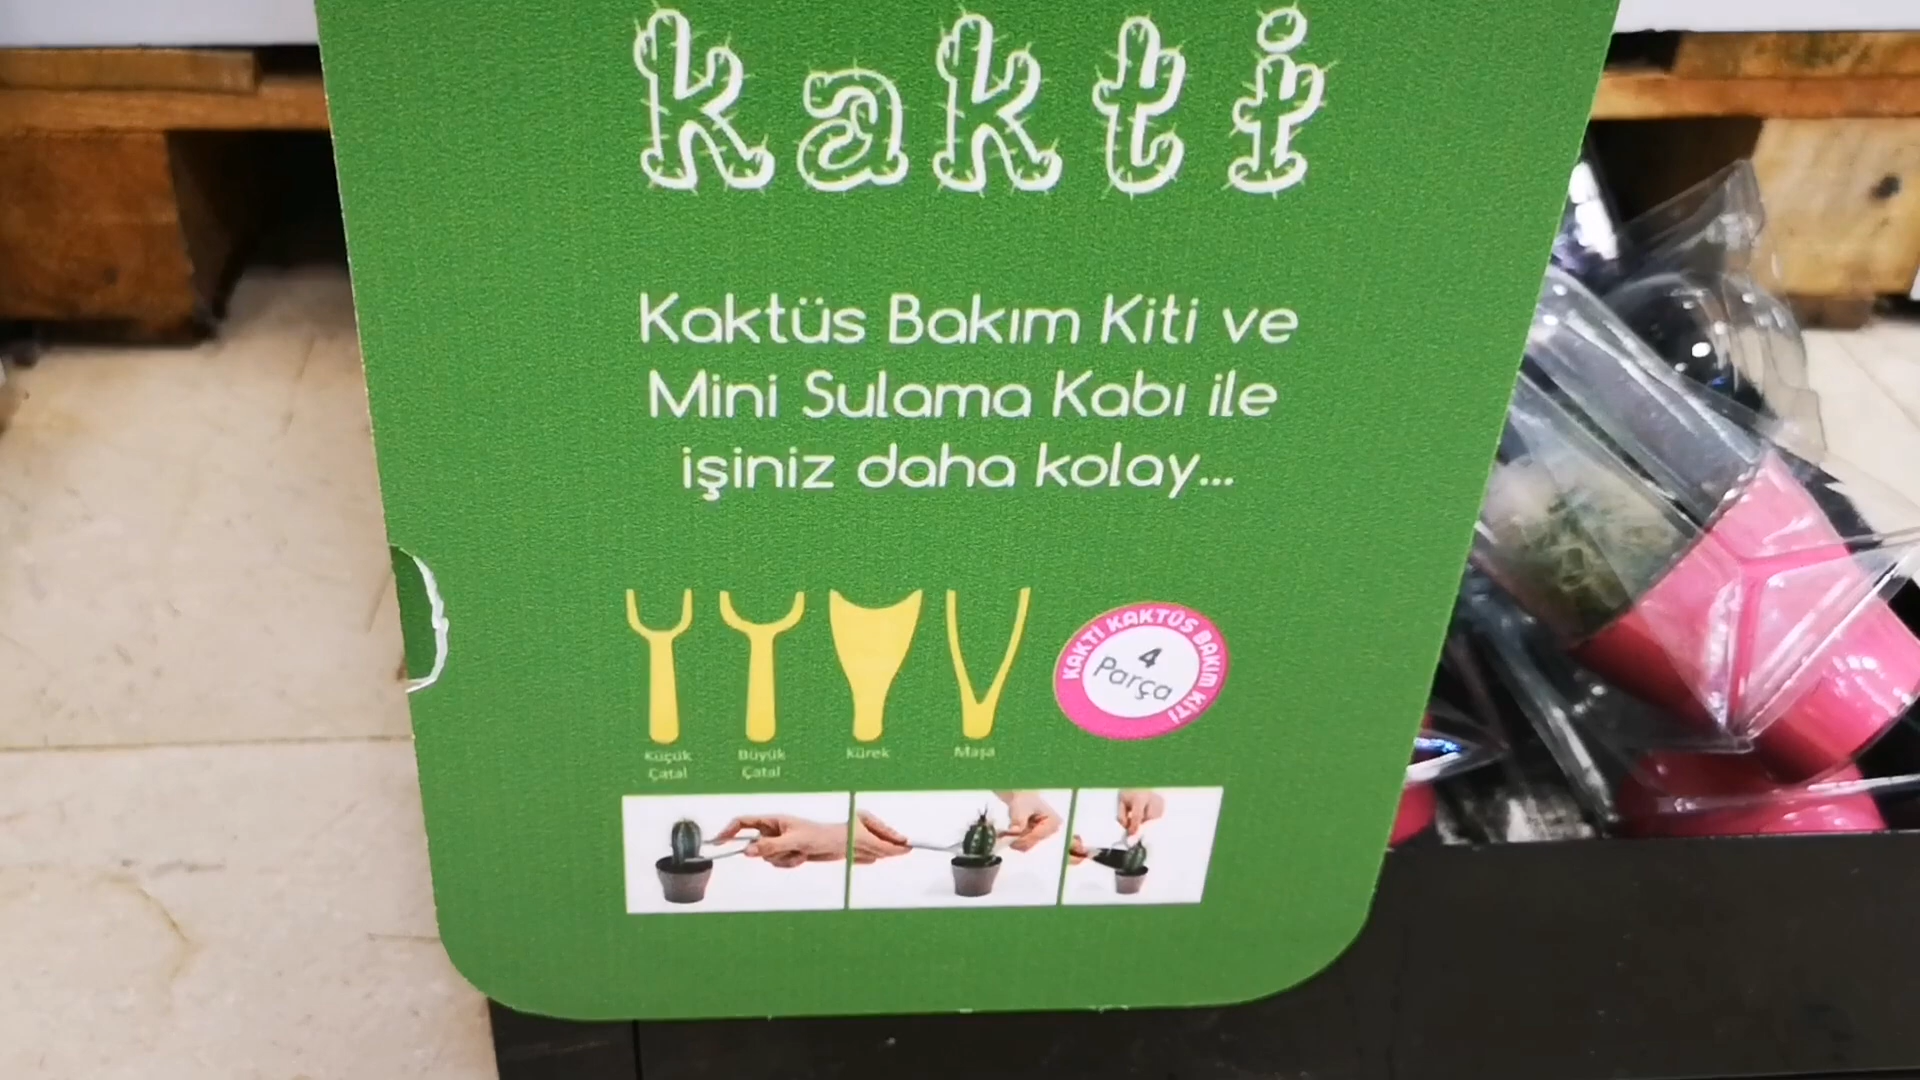 kakti
Kaktüs Bakım Kiti ve
Mini Sulama Kabı ile
işiniz daha kolay...
KAKTİ KAKTÜS BAKIM KİTİ
4
Parça
Küçük
Çatal
Büyük
Çatal
Kürek
Maşa